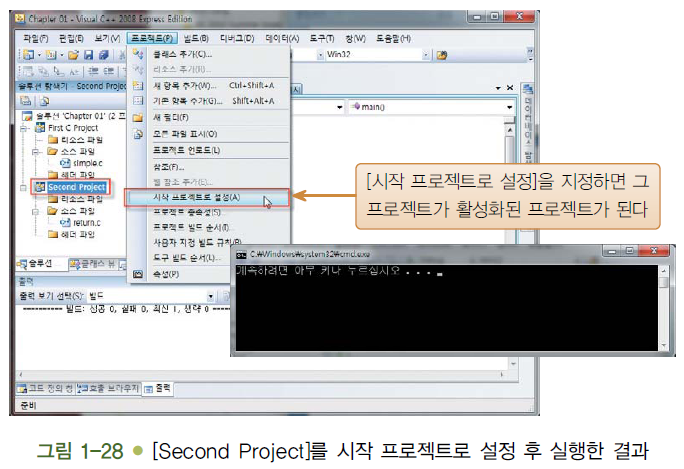 Chapter 01 - Visual C++ 2008 Express Edition
파일(F) 편집(E) 보기(V) 프로젝트(P) 빌드(B) 디버그(D) 데이터(A) 도구(T) 창(W) 도움말(H)
Win32
솔루션 탐색기 - Second Projec
솔루션 'Chapter 01' (2 프
First C Project
리소스 파일
소스 파일
simple.c
헤더 파일
Second Project
리소스 파일
소스 파일
return.c
헤더 파일
솔루션 클래스 뷰
클래스 추가(C)...
리소스 추가(R)...
새 항목 추가(W)... Ctrl+Shift+A
기존 항목 추가(G)... Shift+Alt+A
새 필터(F)
모든 파일 표시(O)
프로젝트 언로드(L)
참조(F)...
웹 참조 추가(E)...
시작 프로젝트로 설정(A)
프로젝트 종속성(S)...
프로젝트 빌드 순서(I)...
사용자 지정 빌드 규칙(B)...
도구 빌드 순서(L)...
속성(P)
main()
데이터베이스 탐색
[시작 프로젝트로 설정]을 지정하면 그
프로젝트가 활성화된 프로젝트가 된다
C:\Windows\system32\cmd.exe
계속하려면 아무 키나 누르십시오 . . .
출력
출력 보기 선택(S): 빌드
========== 빌드: 성공 0, 실패 0, 최신 1, 생략 0 =====
코드 정의 창 호출 브라우저 출력
준비
그림 1-28 ● [Second Project]를 시작 프로젝트로 설정 후 실행한 결과